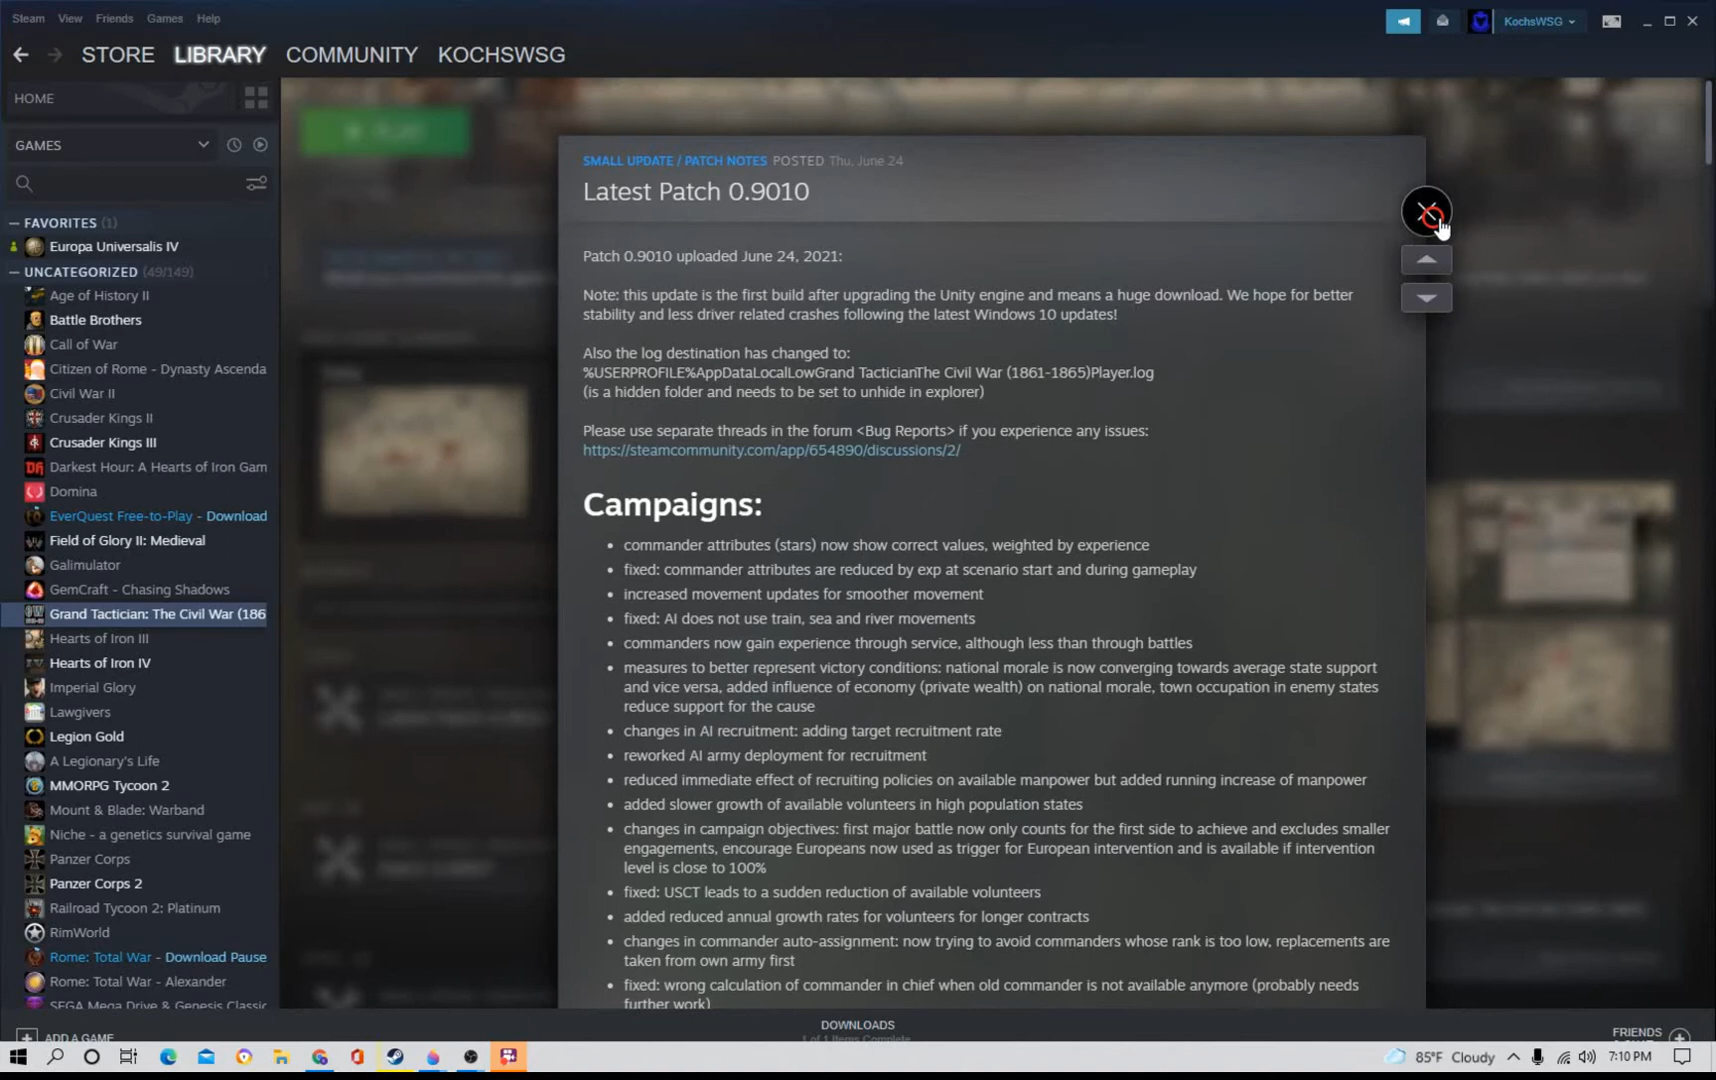 Steam View Friends Games Help
KochsWSG
STORE LIBRARY COMMUNITY KOCHSWSG
HOME
GAMES
PLAY
— FAVORITES (1)
Europa Universalis IV
— UNCATEGORIZED (49/149)
Age of History II
Battle Brothers
Call of War
Citizen of Rome - Dynasty Ascenda
Civil War II
Crusader Kings II
Crusader Kings III
Darkest Hour: A Hearts of Iron Gam
Domina
EverQuest Free-to-Play - Download
Field of Glory II: Medieval
Galimulator
GemCraft - Chasing Shadows
Grand Tactician: The Civil War (186
Hearts of Iron III
Hearts of Iron IV
Imperial Glory
Lawgivers
Legion Gold
A Legionary's Life
MMORPG Tycoon 2
Mount & Blade: Warband
Niche - a genetics survival game
Panzer Corps
Panzer Corps 2
Railroad Tycoon 2: Platinum
RimWorld
Rome: Total War - Download Pause
Rome: Total War - Alexander
SEGA Mega Drive & Genesis Classic
ADD A GAME
SMALL UPDATE / PATCH NOTES POSTED Thu, June 24
Latest Patch 0.9010
Patch 0.9010 uploaded June 24, 2021:
Note: this update is the first build after upgrading the Unity engine and means a huge download. We hope for better
stability and less driver related crashes following the latest Windows 10 updates!
Also the log destination has changed to:
%USERPROFILE%AppDataLocalLowGrand TacticianThe Civil War (1861-1865)Player.log
(is a hidden folder and needs to be set to unhide in explorer)
Please use separate threads in the forum <Bug Reports> if you experience any issues:
https://steamcommunity.com/app/654890/discussions/2/
Campaigns:
• commander attributes (stars) now show correct values, weighted by experience
• fixed: commander attributes are reduced by exp at scenario start and during gameplay
• increased movement updates for smoother movement
• fixed: AI does not use train, sea and river movements
• commanders now gain experience through service, although less than through battles
• measures to better represent victory conditions: national morale is now converging towards average state support
and vice versa, added influence of economy (private wealth) on national morale, town occupation in enemy states
reduce support for the cause
• changes in AI recruitment: adding target recruitment rate
• reworked AI army deployment for recruitment
• reduced immediate effect of recruiting policies on available manpower but added running increase of manpower
• added slower growth of available volunteers in high population states
• changes in campaign objectives: first major battle now only counts for the first side to achieve and excludes smaller
engagements, encourage Europeans now used as trigger for European intervention and is available if intervention
level is close to 100%
• fixed: USCT leads to a sudden reduction of available volunteers
• added reduced annual growth rates for volunteers for longer contracts
• changes in commander auto-assignment: now trying to avoid commanders whose rank is too low, replacements are
taken from own army first
• fixed: wrong calculation of commander in chief when old commander is not available anymore (probably needs
further work)
DOWNLOADS
1 of 1 Items Complete
FRIENDS
85°F Cloudy
7:10 PM